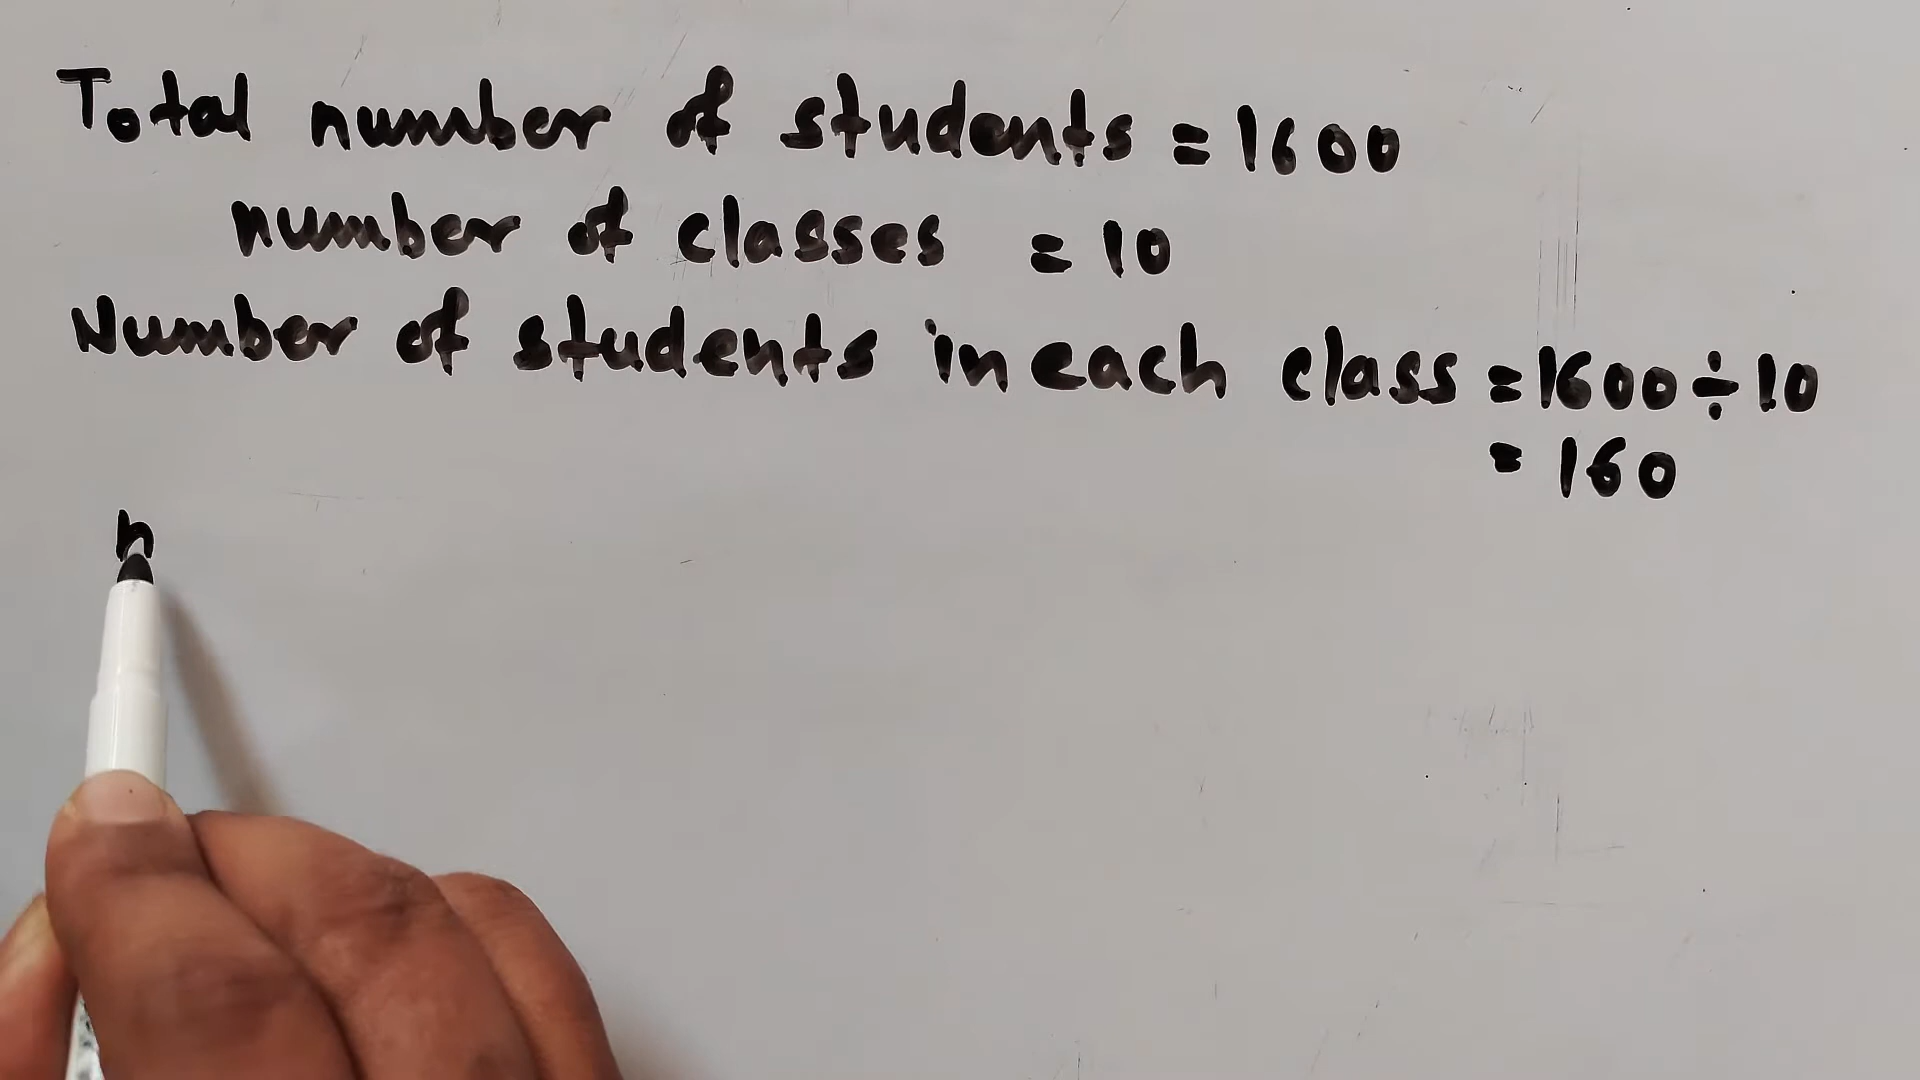 Total number of students = 1600
number of classes = 10
Number of students in each class = 1600 ÷ 10
= 160
n